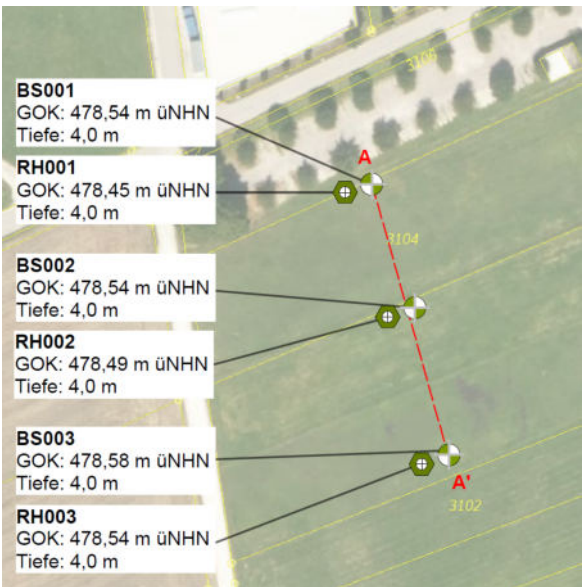 3106
BS001
GOK: 478,54 m üNHN
Tiefe: 4,0 m
A
RH001
GOK: 478,45 m üNHN
Tiefe: 4,0 m
3104
BS002
GOK: 478,54 m üNHN
Tiefe: 4,0 m
RH002
GOK: 478,49 m üNHN
Tiefe: 4,0 m
BS003
GOK: 478,58 m üNHN
Tiefe: 4,0 m
A'
3102
RH003
GOK: 478,54 m üNHN
Tiefe: 4,0 m